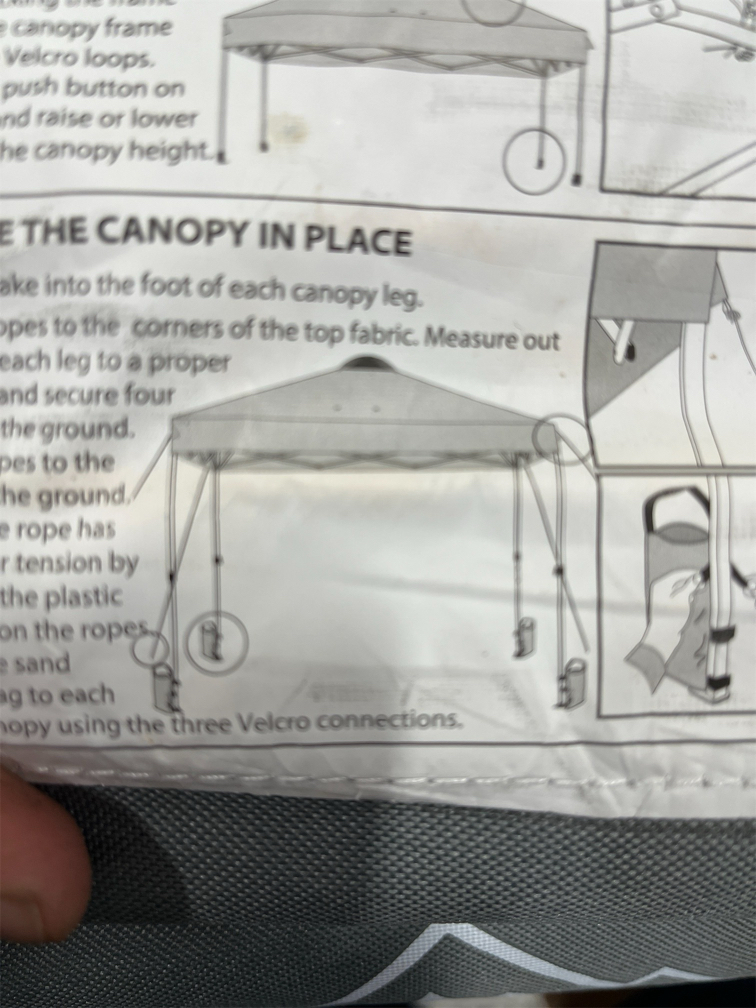 e canopy frame
Velcro loops.
push button on
nd raise or lower
he canopy height.
E THE CANOPY IN PLACE
ake into the foot of each canopy leg.
opes to the corners of the top fabric. Measure out
each leg to a proper
and secure four
the ground.
pes to the
he ground.
e rope has
r tension by
the plastic
on the ropes.
e sand
ag to each
nopy using the three Velcro connections.